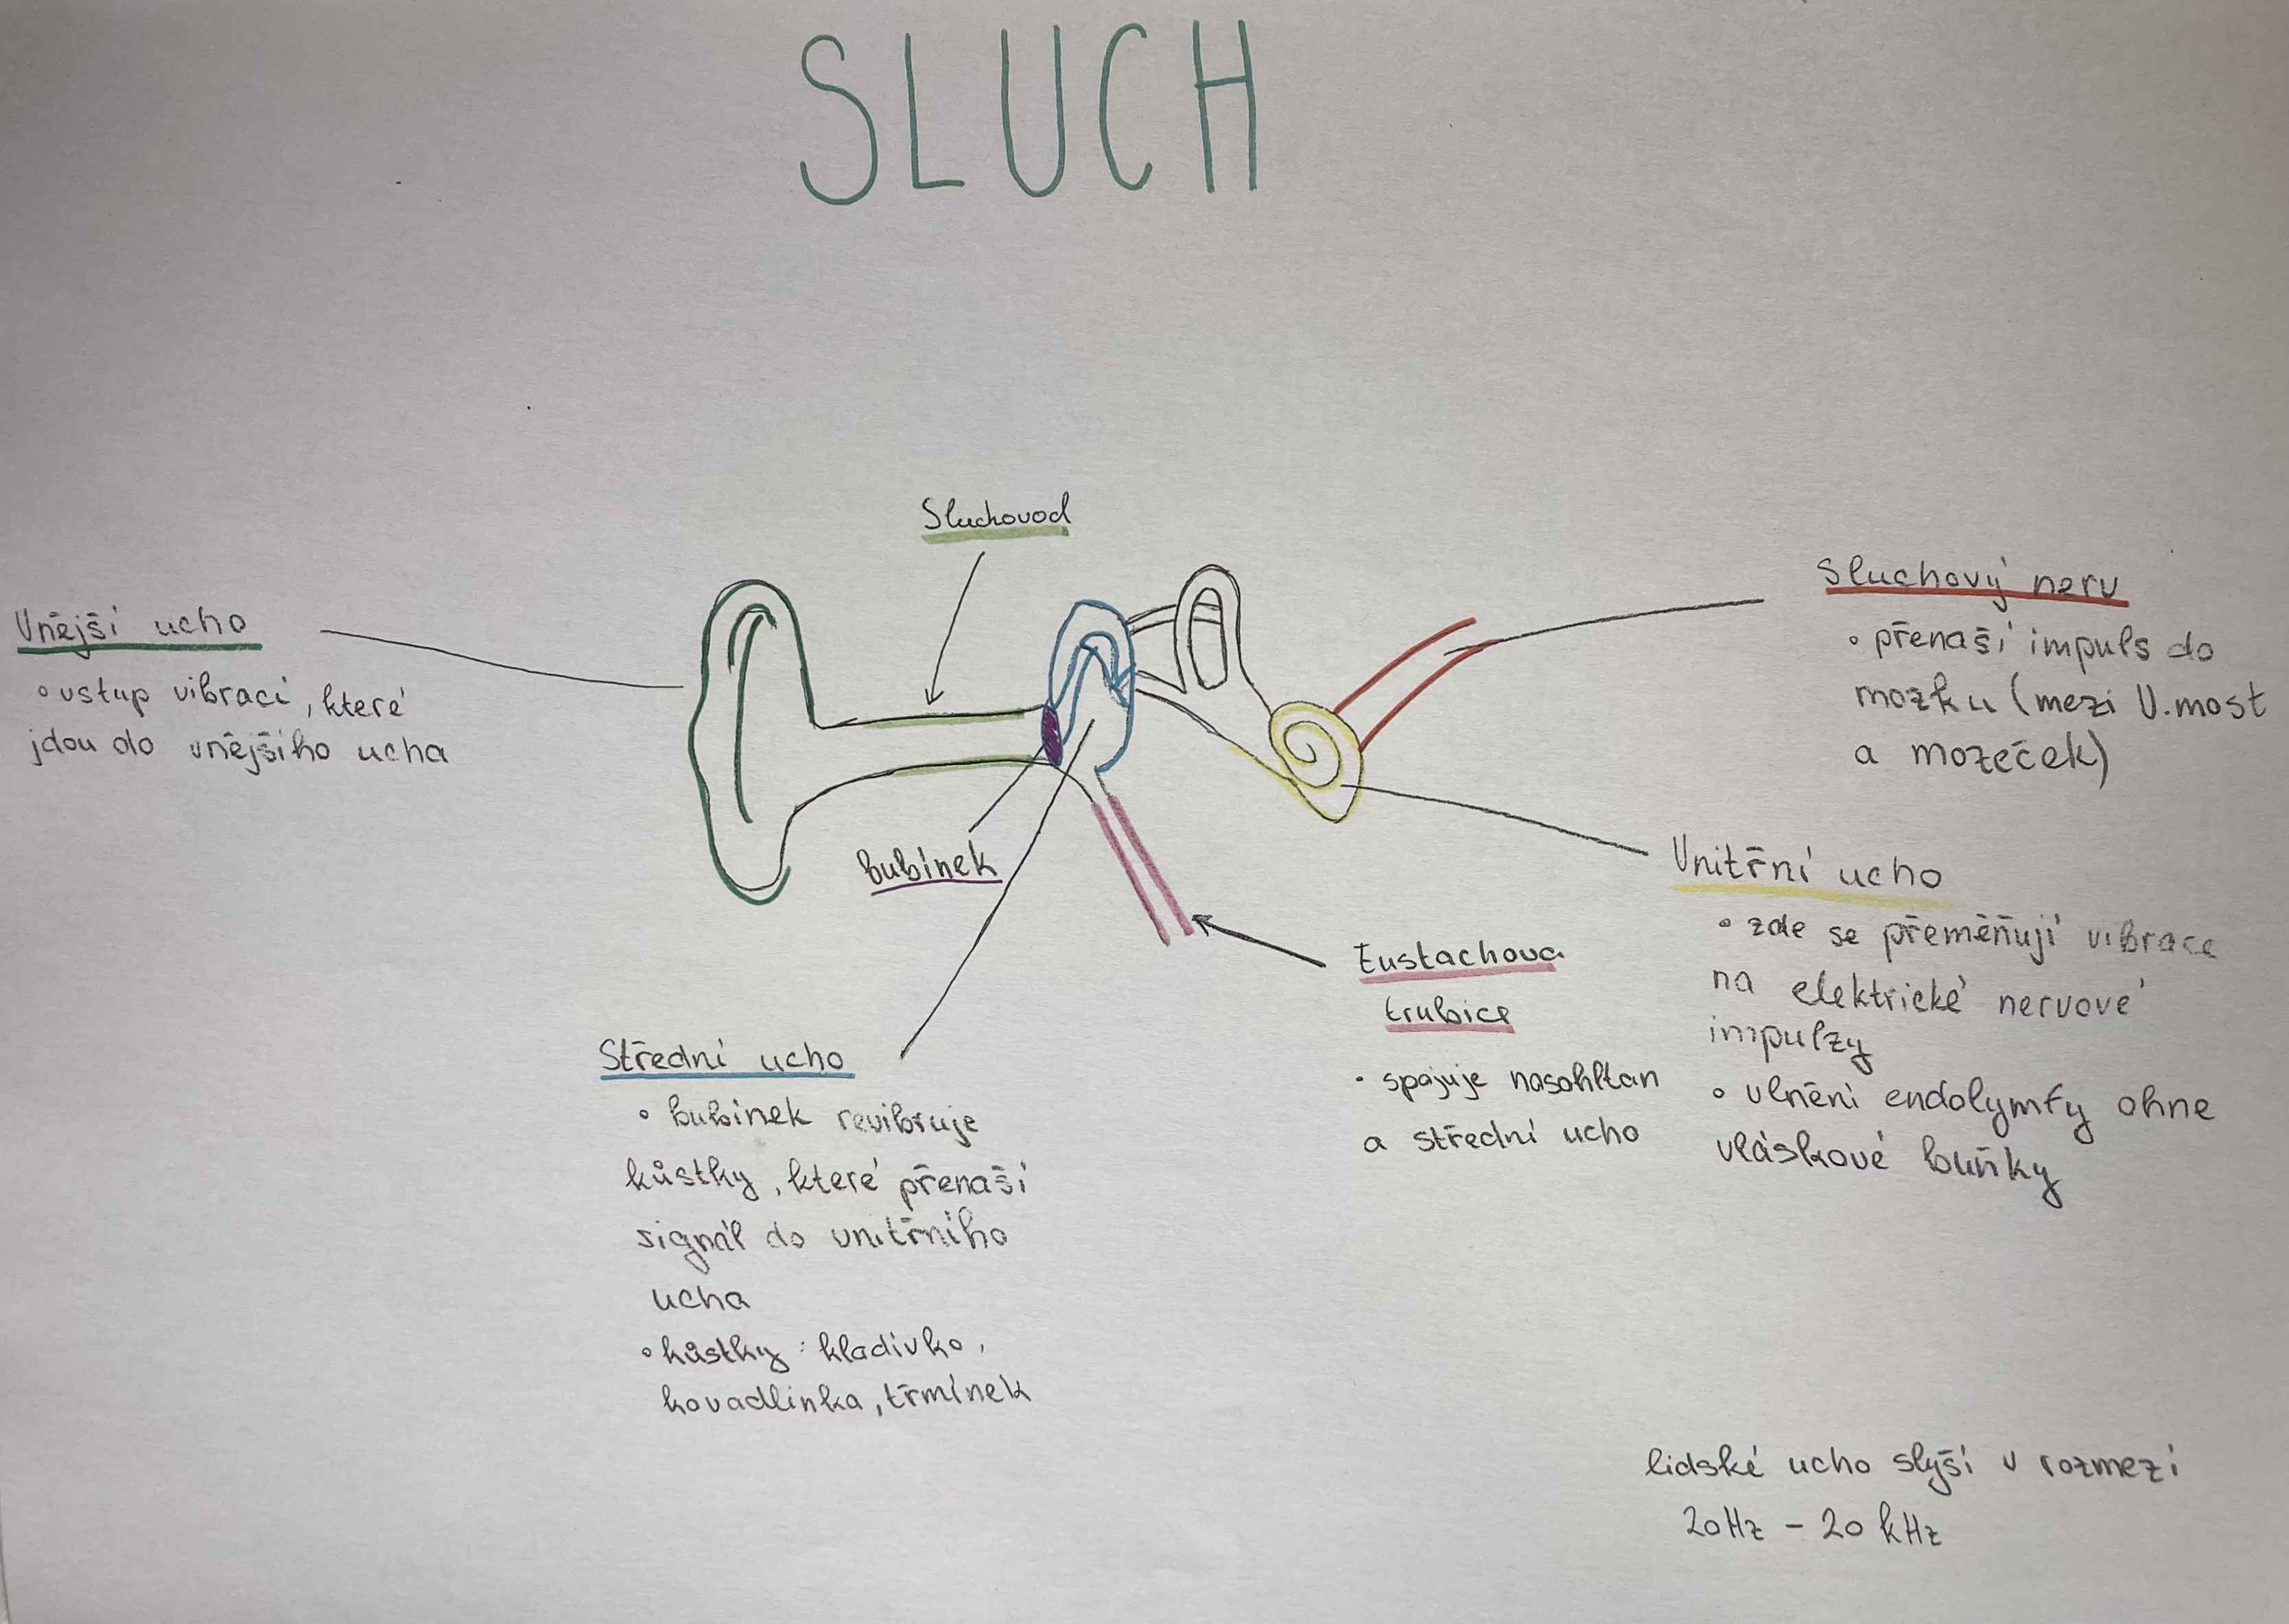 SLUCH
Sluchovod
Vnější ucho
• vstup vibrací, které
jdou do vnějšího ucha
bubínek
Střední ucho
• bubínek rovibruje
kůstky, které přenaší
signál do vnitřního
ucha
• kůstky: kladívko,
kovadlinka, třmínek
Eustachova
trubice
• spojuje nosohltan
a střední ucho
Sluchový nerv
• přenaší impuls do
mozku (mezi V.most
a mozeček)
Vnitřní ucho
• zde se přeměňují vibrace
na elektrické nervové
impulzy
• vlnění endolymfy ohne
vláskové buňky
lidské ucho slyší v rozmezí
20Hz - 20 kHz